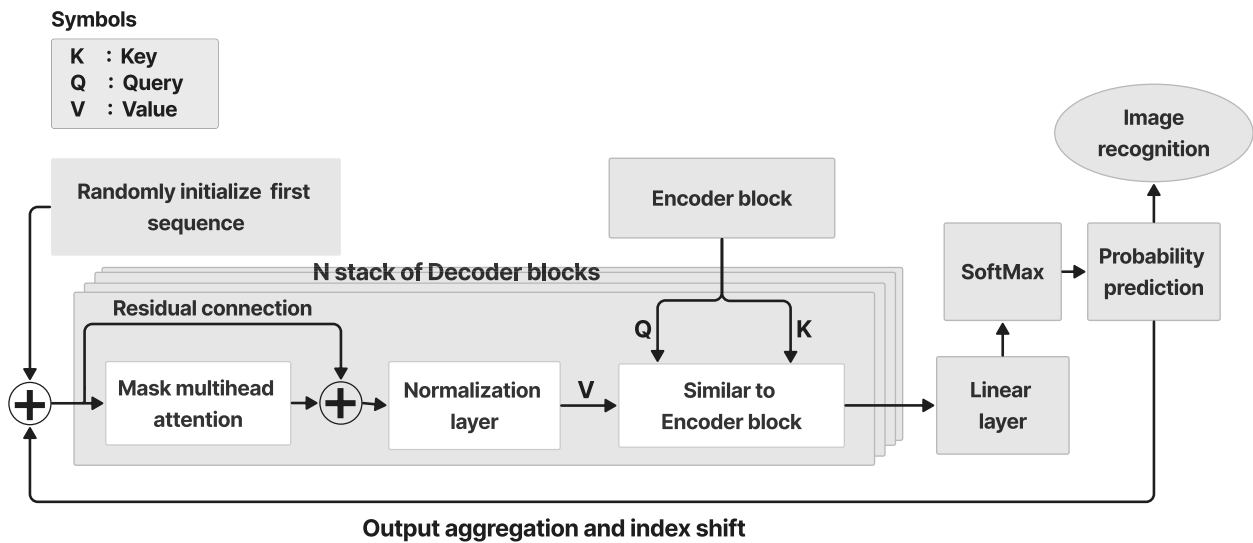 Symbols
K : Key
Q : Query
V : Value
Image
recognition
Randomly initialize first
sequence
Encoder block
N stack of Decoder blocks
SoftMax
Probability
prediction
Residual connection
Q
K
Mask multihead
attention
Normalization
layer
V
Similar to
Encoder block
Linear
layer
Output aggregation and index shift